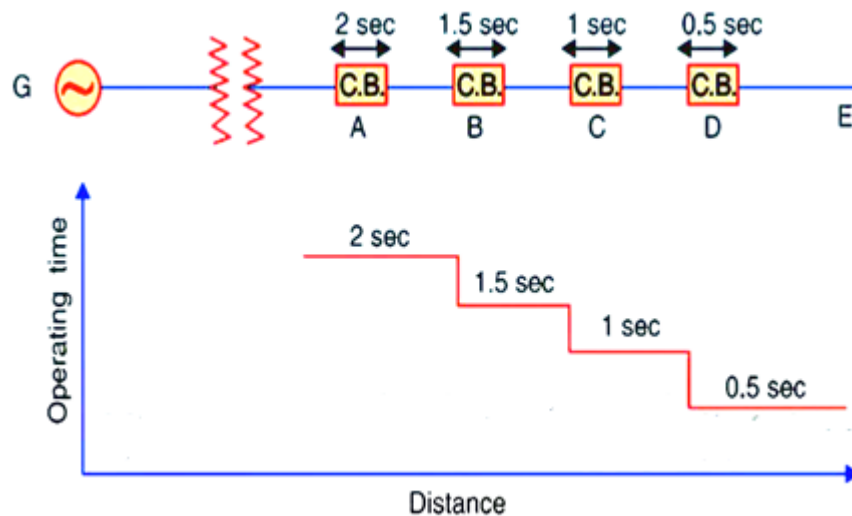 2 sec 1.5 sec 1 sec 0.5 sec
G C.B. C.B. C.B. C.B.
A B C D E
Operating time
2 sec
1.5 sec
1 sec
0.5 sec
Distance